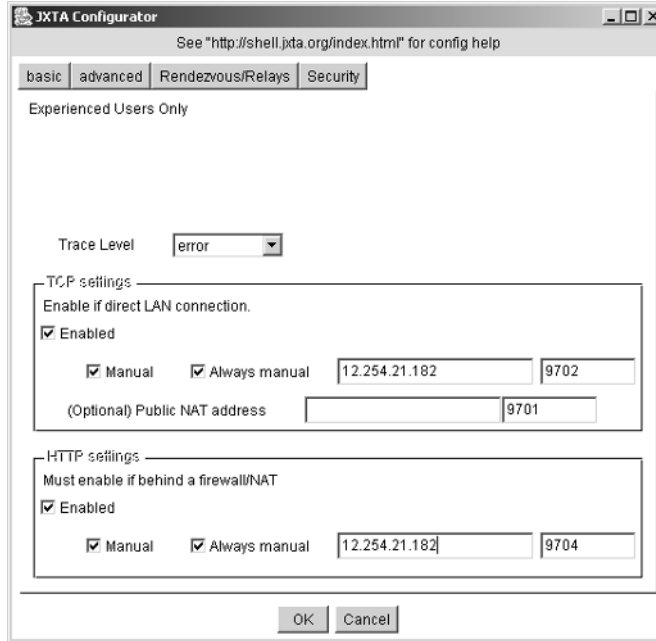 JXTA Configurator
See "http://shell.jxta.org/index.html" for config help
basic advanced Rendezvous/Relays Security
Experienced Users Only
Trace Level error
TCP settings
Enable if direct LAN connection.
Enabled
Manual Always manual 12.254.21.182 9702
(Optional) Public NAT address 9701
HTTP settings
Must enable if behind a firewall/NAT
Enabled
Manual Always manual 12.254.21.182 9704
OK Cancel